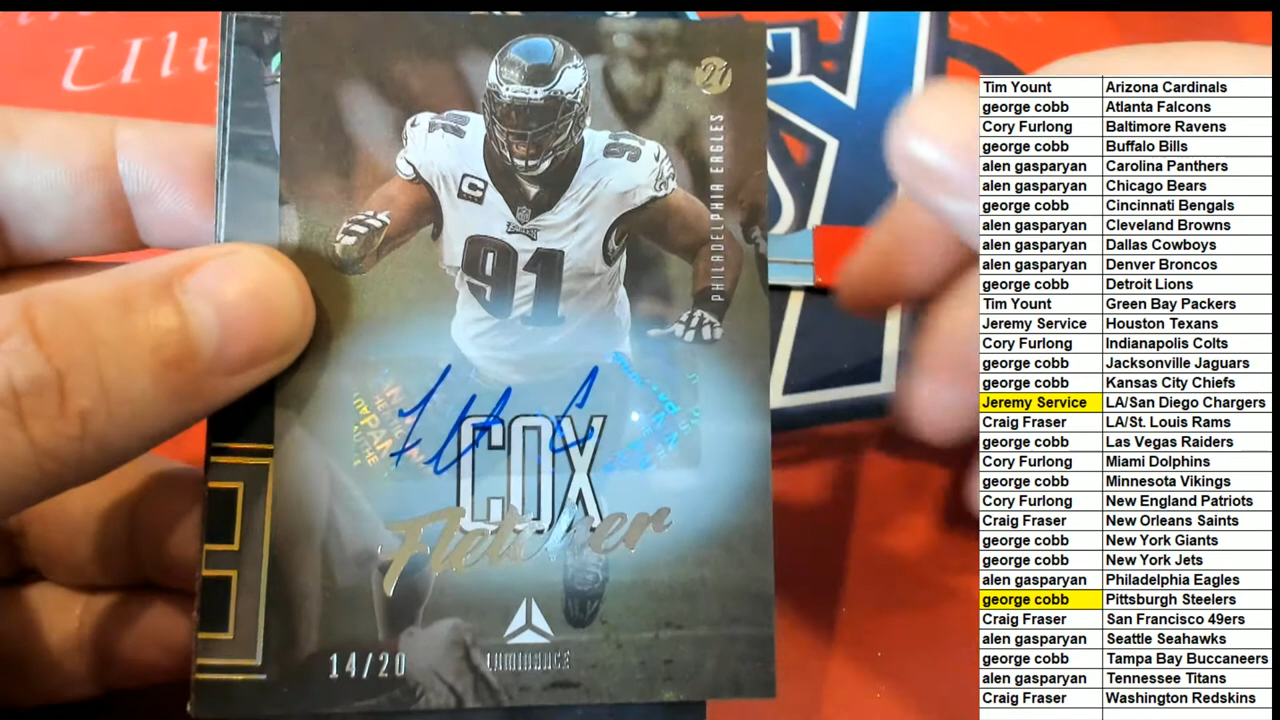 Ult
21
PHILADELPHIA EAGLES
C
91
91
NFL
EAGLES
91
COX
Fletcher
14/20
LUMINANCE
Tim Yount Arizona Cardinals
george cobb Atlanta Falcons
Cory Furlong Baltimore Ravens
george cobb Buffalo Bills
alen gasparyan Carolina Panthers
alen gasparyan Chicago Bears
george cobb Cincinnati Bengals
alen gasparyan Cleveland Browns
alen gasparyan Dallas Cowboys
alen gasparyan Denver Broncos
george cobb Detroit Lions
Tim Yount Green Bay Packers
Jeremy Service Houston Texans
Cory Furlong Indianapolis Colts
george cobb Jacksonville Jaguars
george cobb Kansas City Chiefs
Jeremy Service LA/San Diego Chargers
Craig Fraser LA/St. Louis Rams
george cobb Las Vegas Raiders
Cory Furlong Miami Dolphins
george cobb Minnesota Vikings
Cory Furlong New England Patriots
Craig Fraser New Orleans Saints
george cobb New York Giants
george cobb New York Jets
alen gasparyan Philadelphia Eagles
george cobb Pittsburgh Steelers
Craig Fraser San Francisco 49ers
alen gasparyan Seattle Seahawks
george cobb Tampa Bay Buccaneers
alen gasparyan Tennessee Titans
Craig Fraser Washington Redskins